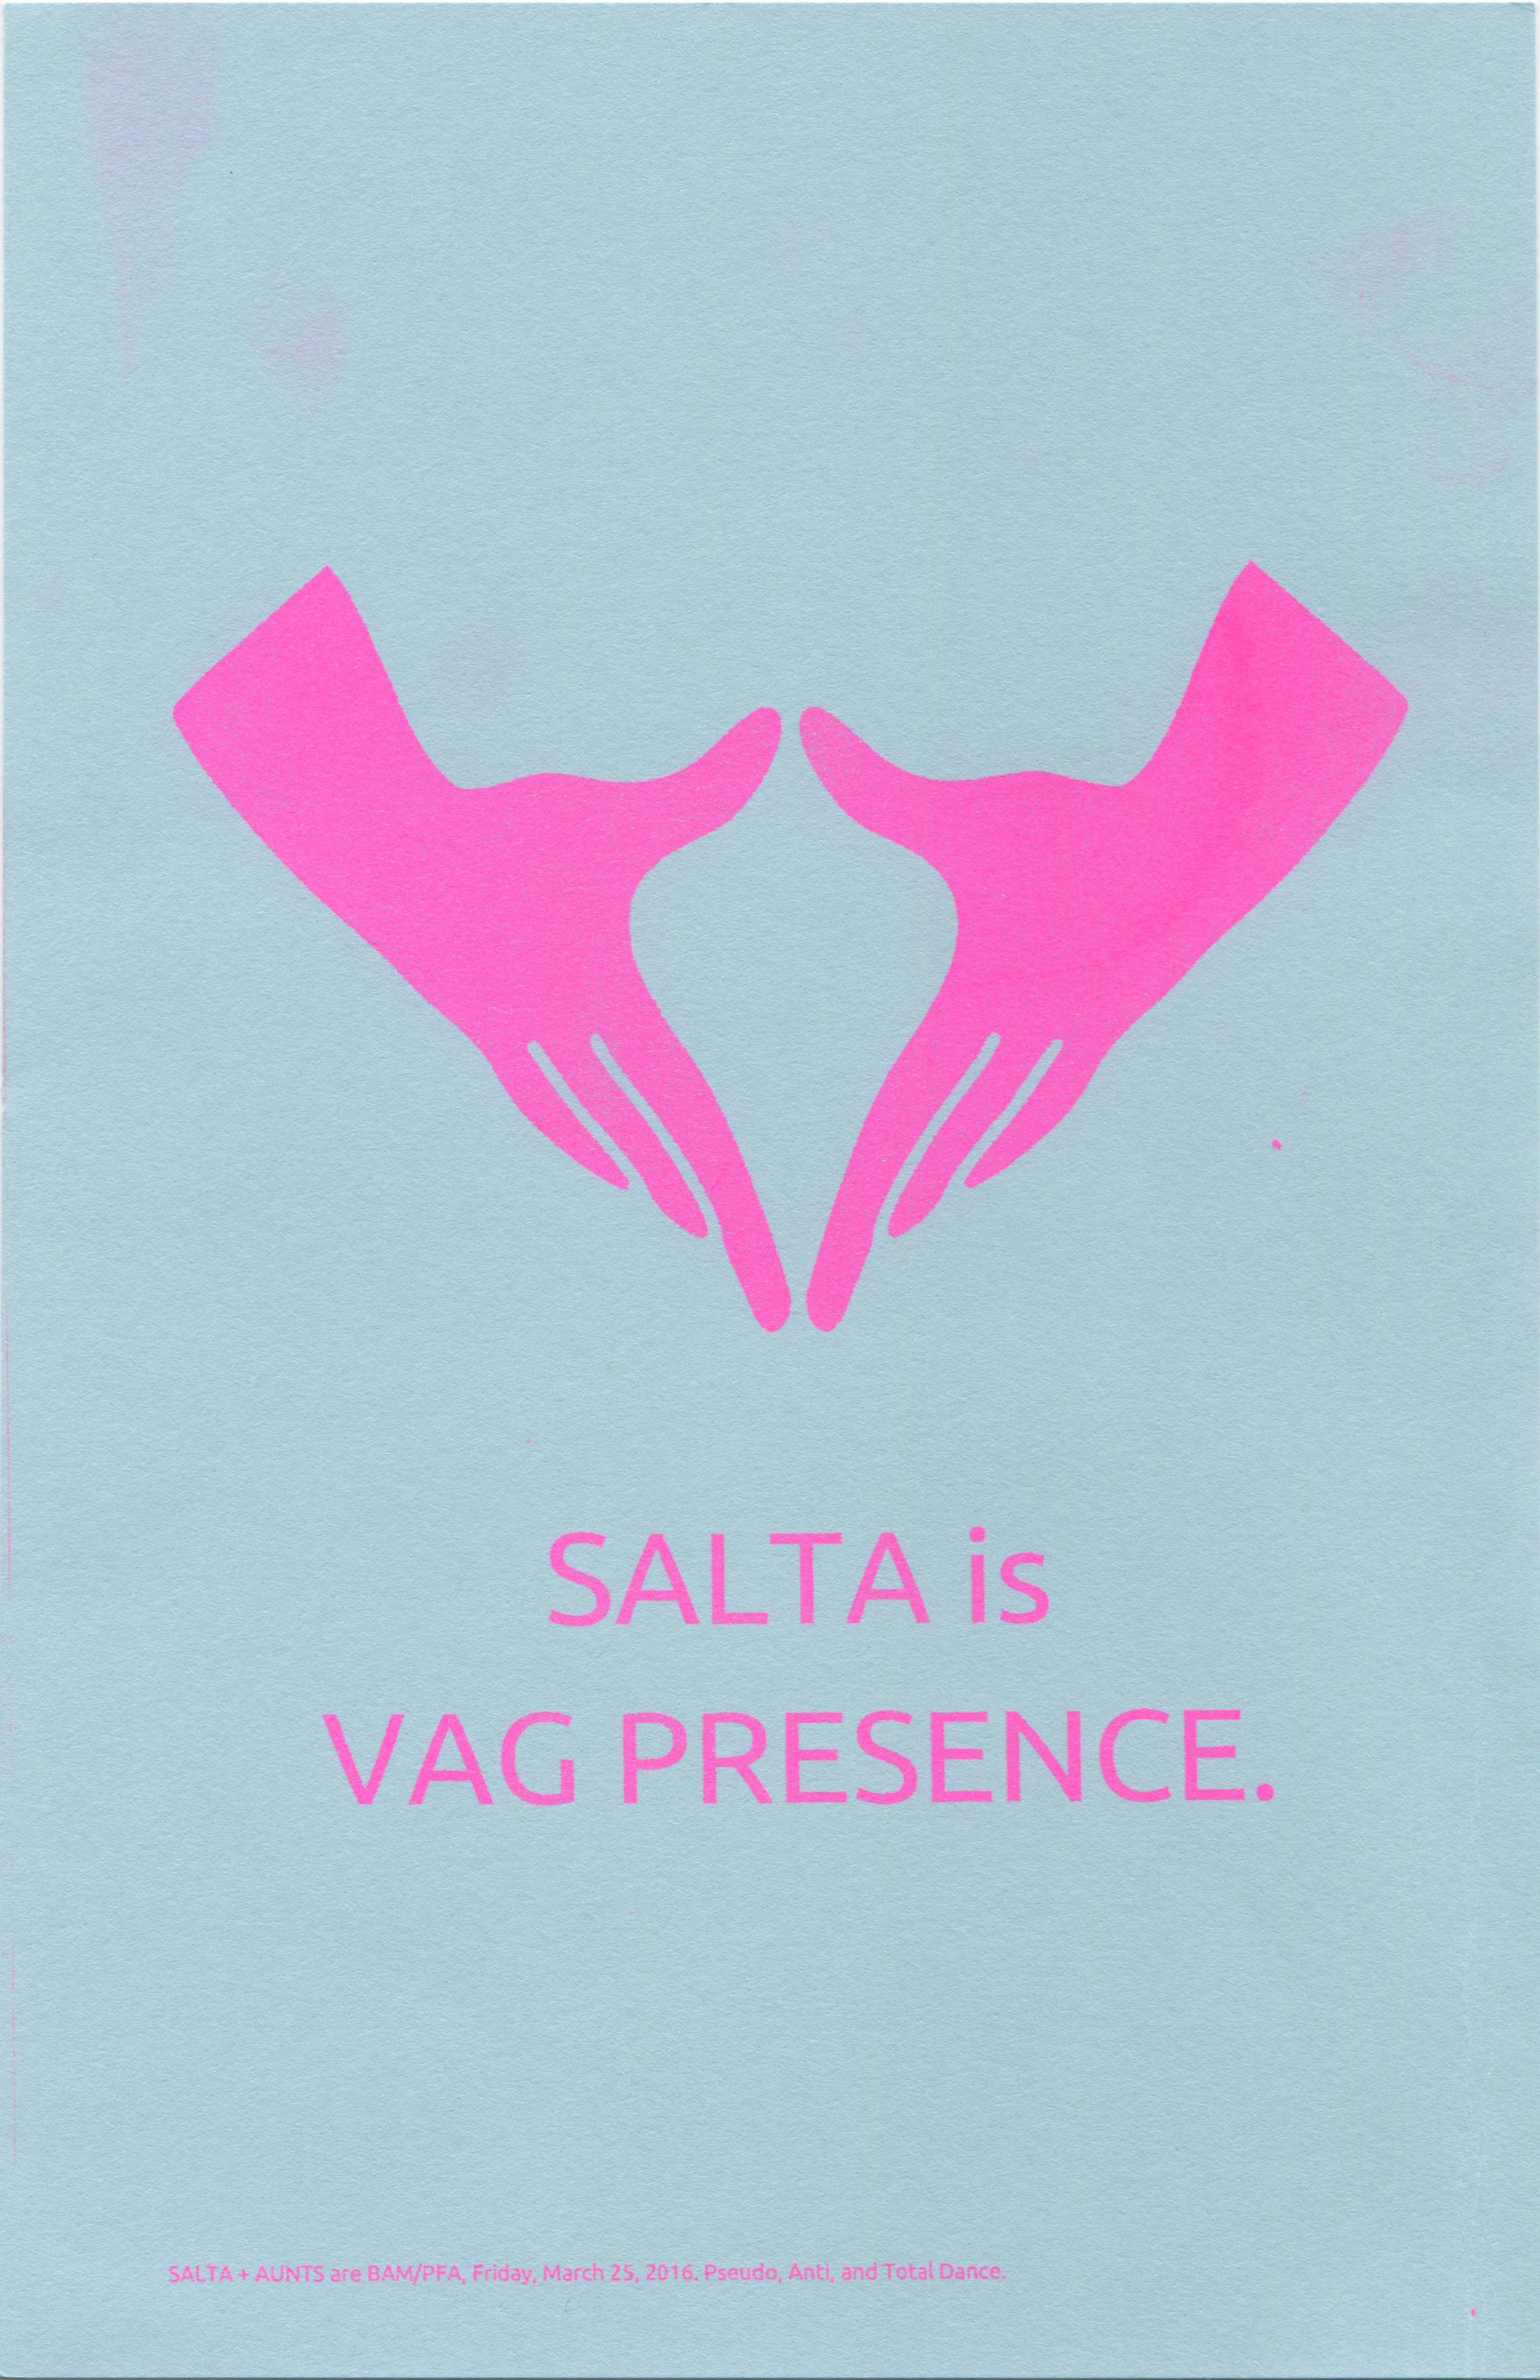 SALTA is
VAG PRESENCE.
SALTA + AUNTS are BAM/PFA, Friday, March 25, 2016. Pseudo, Anti, and Total Dance.